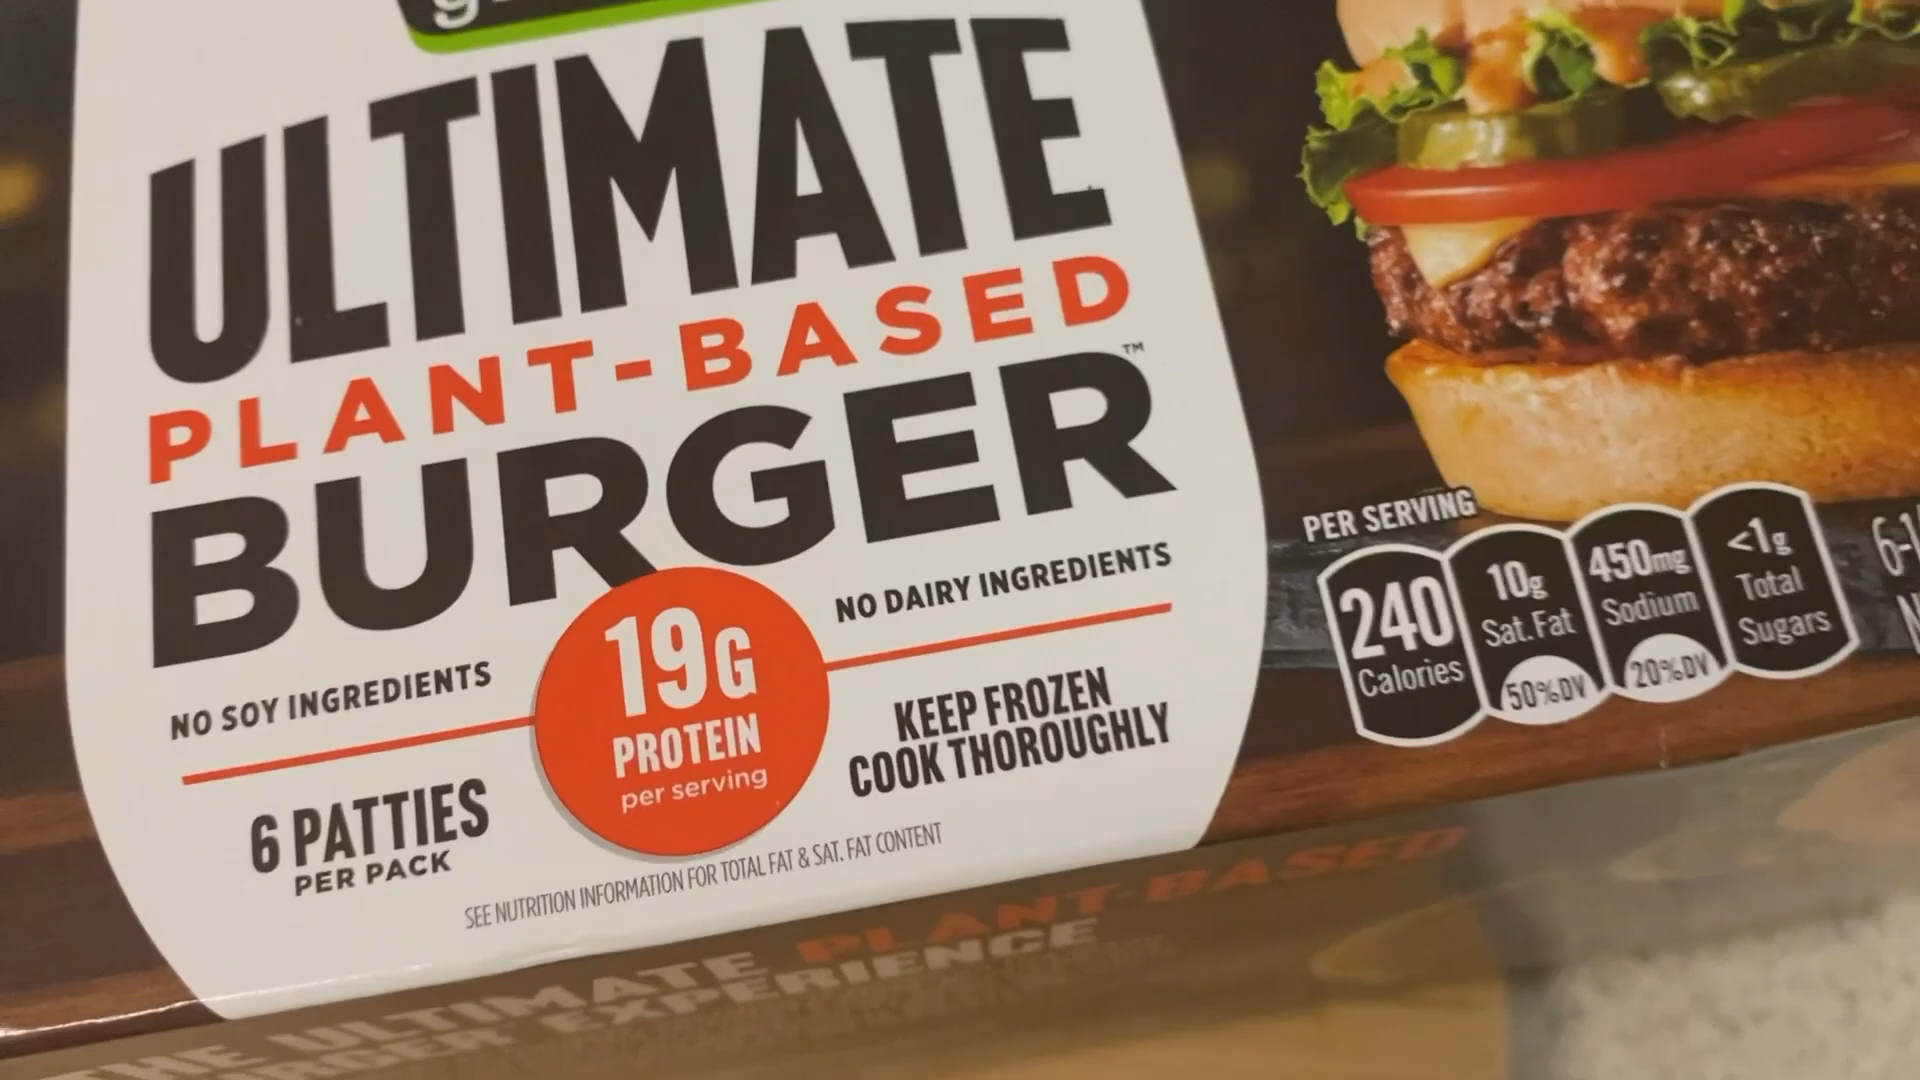 ULTIMATE
PLANT-BASED
BURGER™
NO SOY INGREDIENTS
NO DAIRY INGREDIENTS
19G
PROTEIN
per serving
6 PATTIES
PER PACK
KEEP FROZEN
COOK THOROUGHLY
SEE NUTRITION INFORMATION FOR TOTAL FAT & SAT. FAT CONTENT
PER SERVING
240
Calories
10g
Sat. Fat
50%DV
450mg
Sodium
20%DV
<1g
Total
Sugars
THE ULTIMATE PLANT-BASED
EXPERIENCE